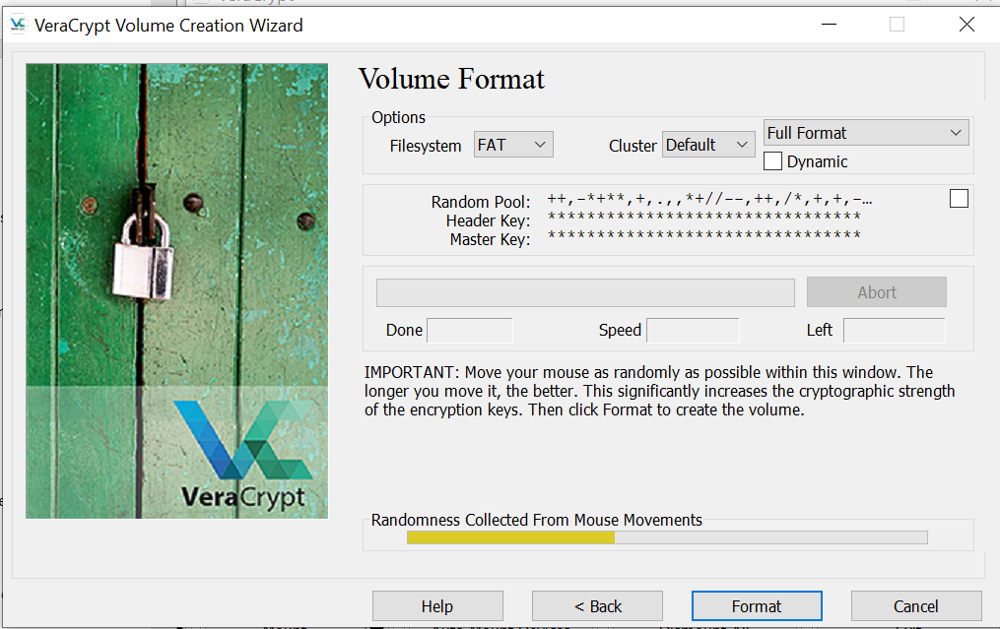 VeraCrypt Volume Creation Wizard
Volume Format
Options
Filesystem FAT Cluster Default Full Format
Dynamic
Random Pool: ++,-*+**,+,.,,*+//--,++,/*,+,+,-...
Header Key: ********************************
Master Key: ********************************
Abort
Done Speed Left
IMPORTANT: Move your mouse as randomly as possible within this window. The
longer you move it, the better. This significantly increases the cryptographic strength
of the encryption keys. Then click Format to create the volume.
VeraCrypt
Randomness Collected From Mouse Movements
Help < Back Format Cancel